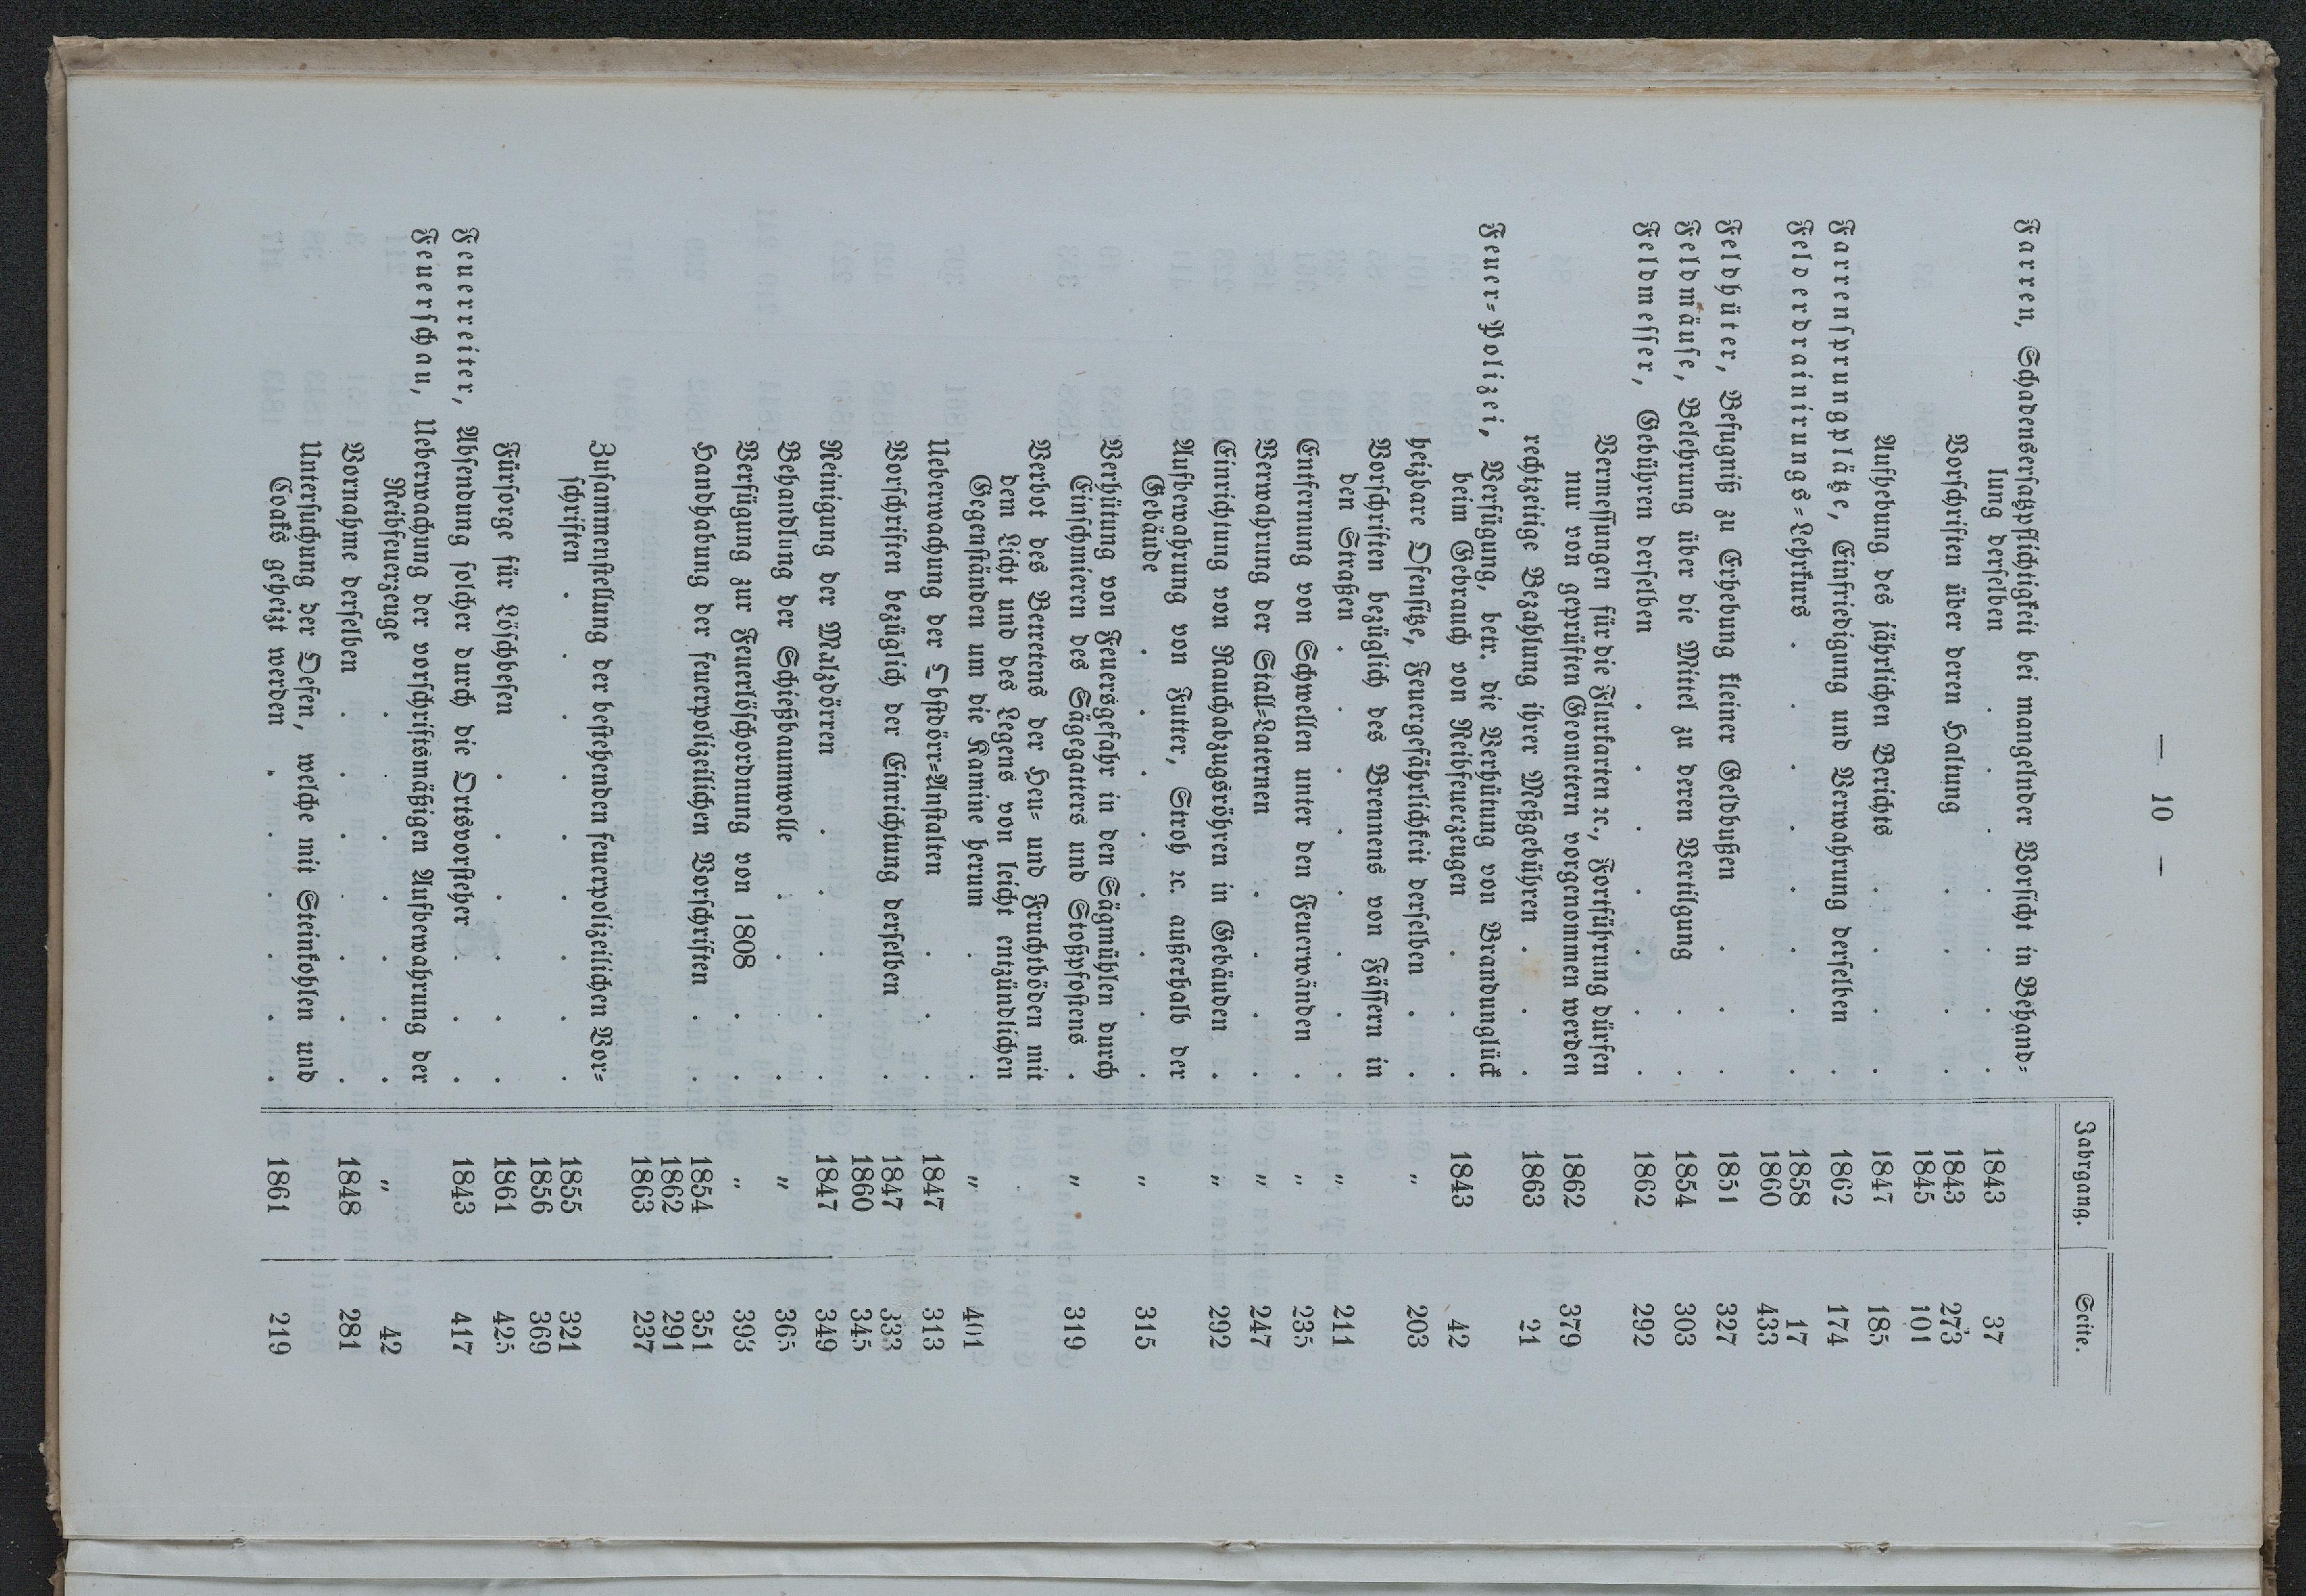 — 10 —
Jahrgang. Seite.
Farren, Schadensersatzpflichtigkeit bei mangelnder Vorsicht in Behand-
lung derselben . . . . . . 1843 37
Vorschriften über deren Haltung . . . . 1843 273
1845 101
Aufhebung des jährlichen Berichts . . . . 1847 185
Farrensprungplätze, Einfriedigung und Verwahrung derselben . 1862 174
Felderdrainirungs-Lehrkurs . . . . . . . 1858 17
1860 433
Feldhüter, Befugniß zu Erhebung kleiner Geldbußen . . . 1851 327
Feldmäuse, Belehrung über die Mittel zu deren Vertilgung . . 1854 303
Feldmesser, Gebühren derselben . . . . . . 1862 292
Vermessungen für die Flurkarten ꝛc., Fortführung dürfen
nur von geprüften Geometern vorgenommen werden 1862 379
rechtzeitige Bezahlung ihrer Meßgebühren . . . 1863 21
Feuer-Polizei, Verfügung, betr. die Verhütung von Brandunglück
beim Gebrauch von Reibfeuerzeugen . . . 1843 42
heizbare Ofensitze, Feuergefährlichkeit derselben . . „ 203
Vorschriften bezüglich des Brennens von Fässern in
den Straßen . . . . . . . . „ 211
Entfernung von Schwellen unter den Feuerwänden . „ 235
Verwahrung der Stall-Laternen . . . . „ 247
Einrichtung von Rauchabzugsröhren in Gebäuden . „ 292
Aufbewahrung von Futter, Stroh ꝛc. außerhalb der
Gebäude . . . . . . . . „ 315
Verhütung von Feuersgefahr in den Sägmühlen durch
Einschmieren des Sägegaters und Stoßpfostens . „ 319
Verbot des Betretens der Heu- und Fruchtböden mit
dem Licht und des Legens von leicht entzündlichen
Gegenständen um die Kamine herum . . . „ 401
Ueberwachung der Obstdörr-Anstalten . . . 1847 313
Vorschriften bezüglich der Einrichtung derselben . 1847 333
1860 345
Reinigung der Malzdörren . . . . . 1847 349
Behandlung der Schießbaumwolle . . . . „ 365
Verfügung zur Feuerlöschordnung von 1808 . . „ 393
Handhabung der feuerpolizeilichen Vorschriften . . 1854 351
1862 291
1863 237
Zusammenstellung der bestehenden feuerpolizeilichen Vor-
schriften . . . . . . . . . 1855 321
1856 369
Fürsorge für Löschbesen . . . . . . 1861 425
Feuerreiter, Absendung solcher durch die Ortsvorsteher . . . 1843 417
Feuerschau, Ueberwachung der vorschriftsmäßigen Aufbewahrung der
Reibfeuerzeuge . . . . . . . „ 42
Vornahme derselben . . . . . . . 1848 281
Untersuchung der Oefen, welche mit Steinkohlen und
Coaks geheizt werden . . . . . . 1861 219